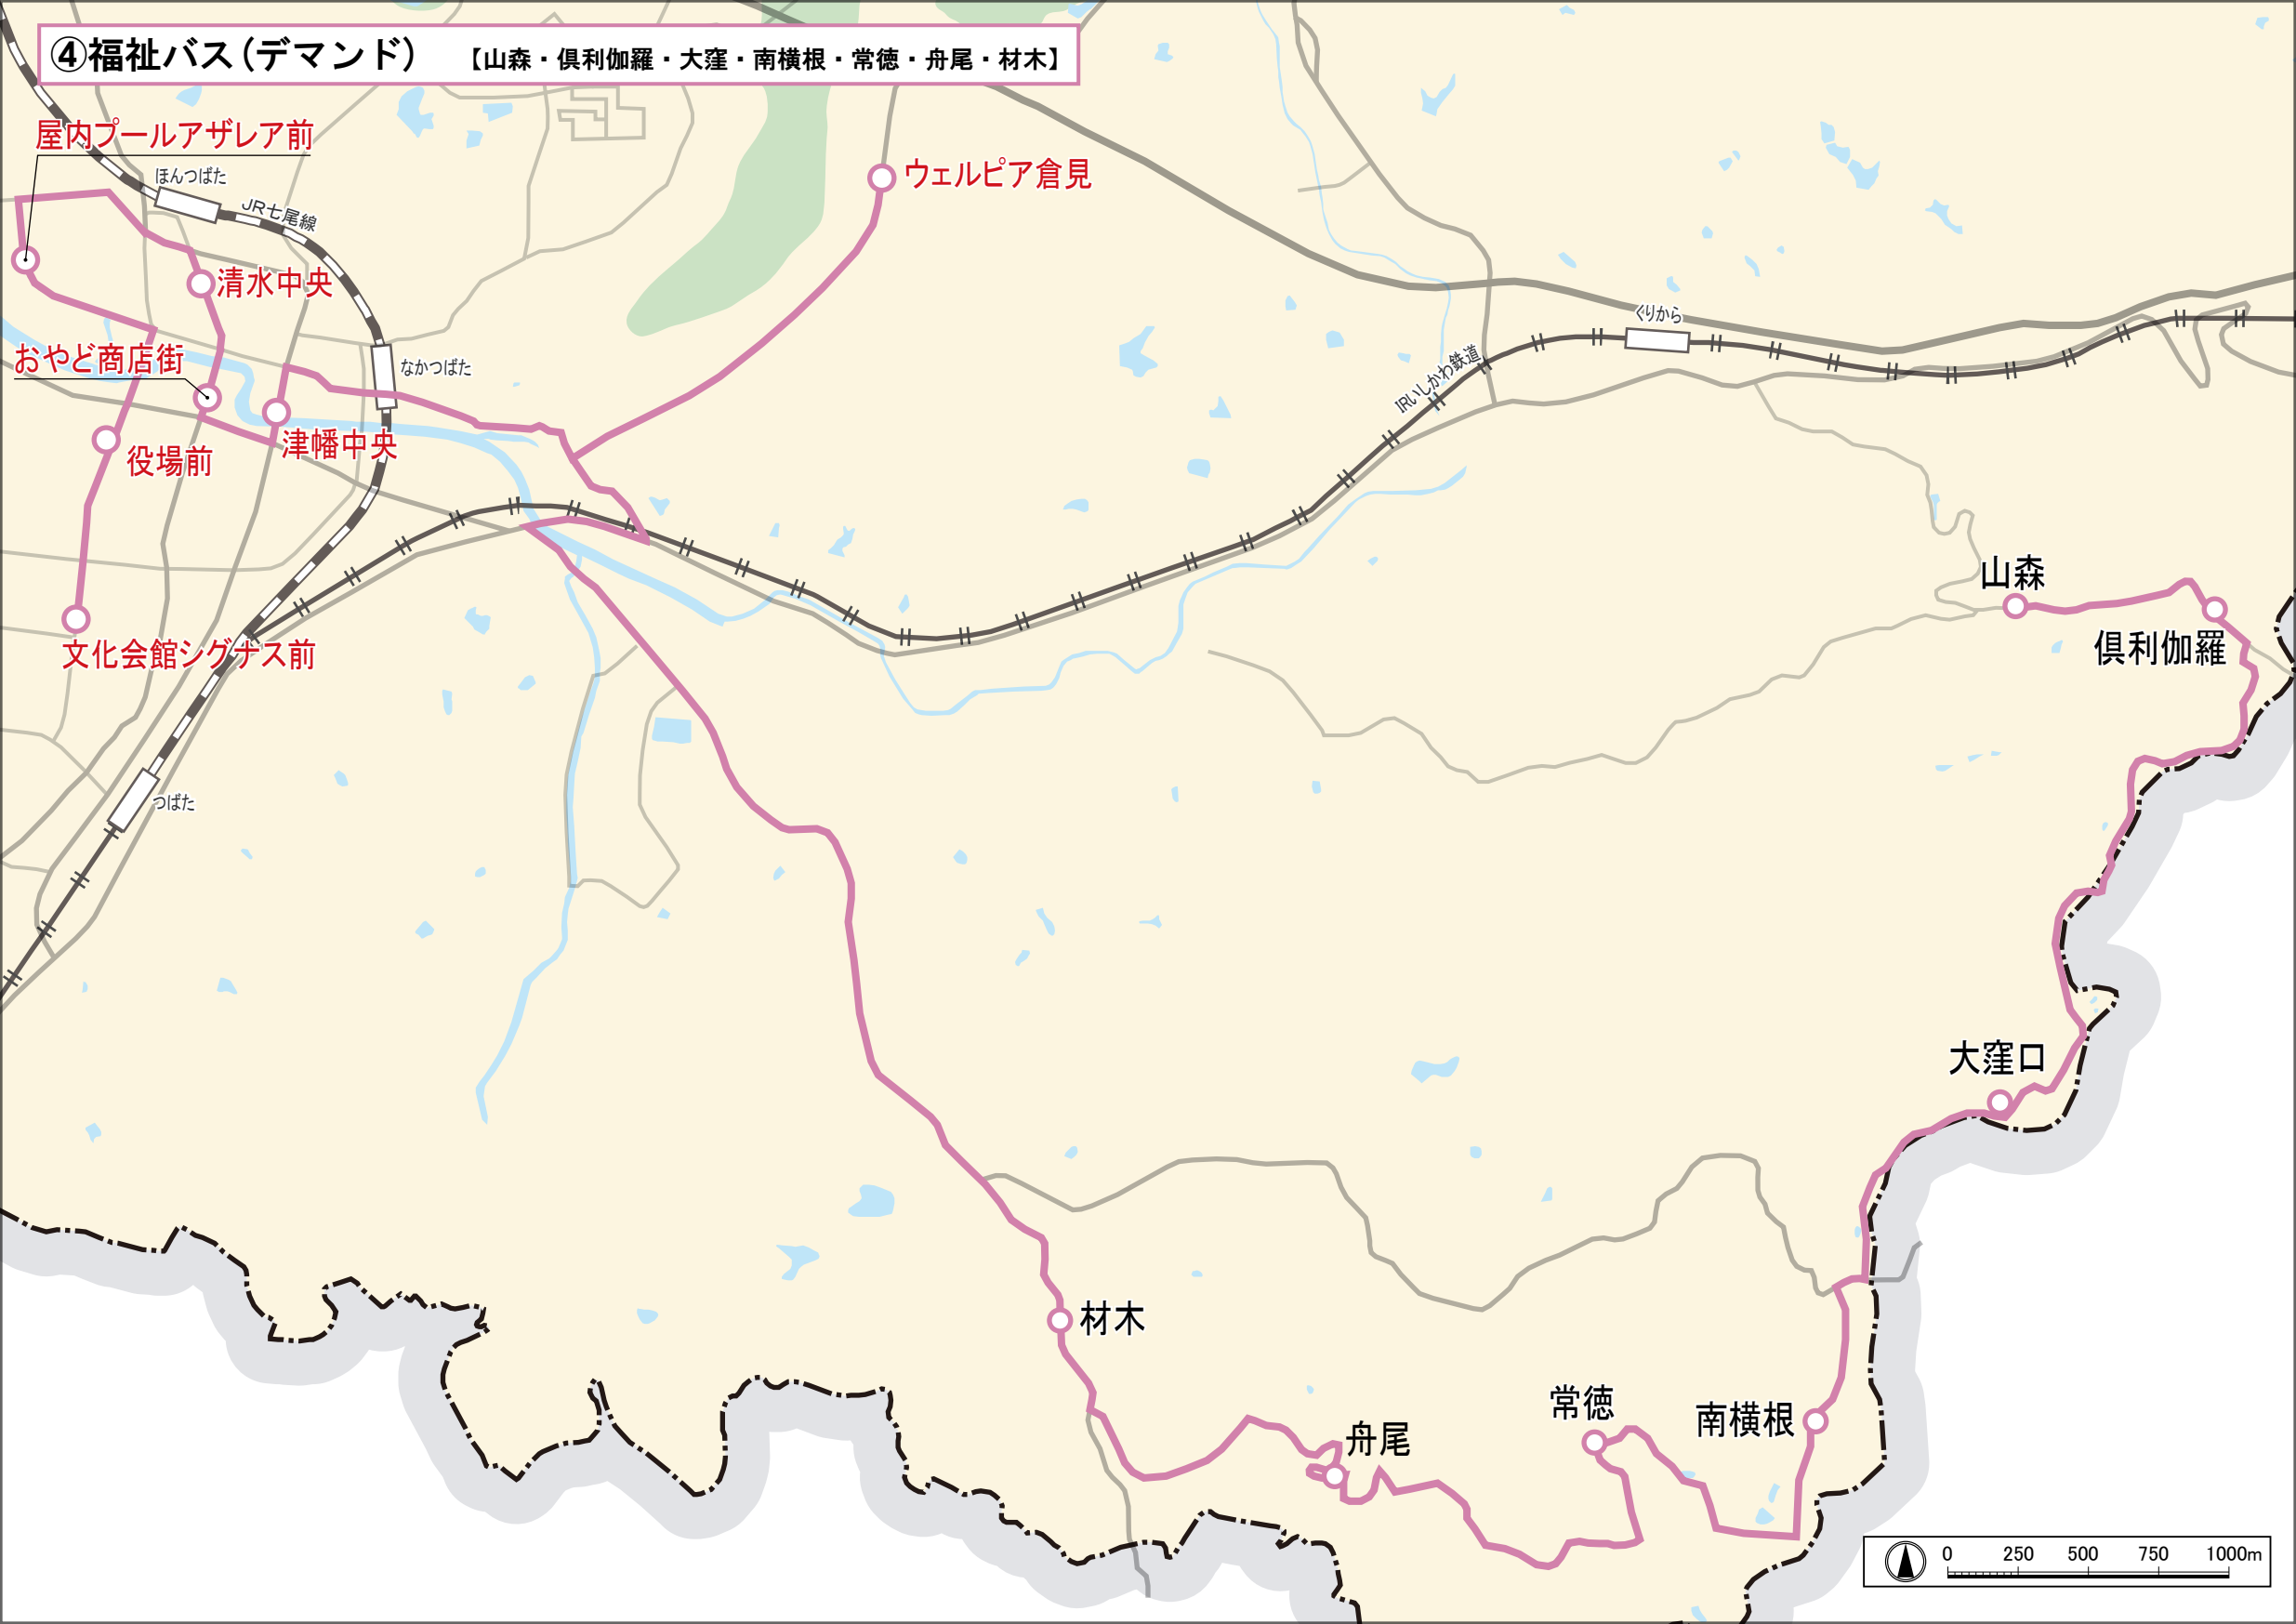 ④福祉バス（デマンド）　【山森・倶利伽羅・大窪・南横根・常徳・舟尾・材木】
屋内プールアザレア前
ほんつばた
JR七尾線
ウェルピア倉見
清水中央
くりから
おやど商店街
なかつばた
IRいしかわ鉄道
役場前
津幡中央
山森
文化会館シグナス前
倶利伽羅
つばた
大窪口
材木
常徳
南横根
舟尾
0 250 500 750 1000m